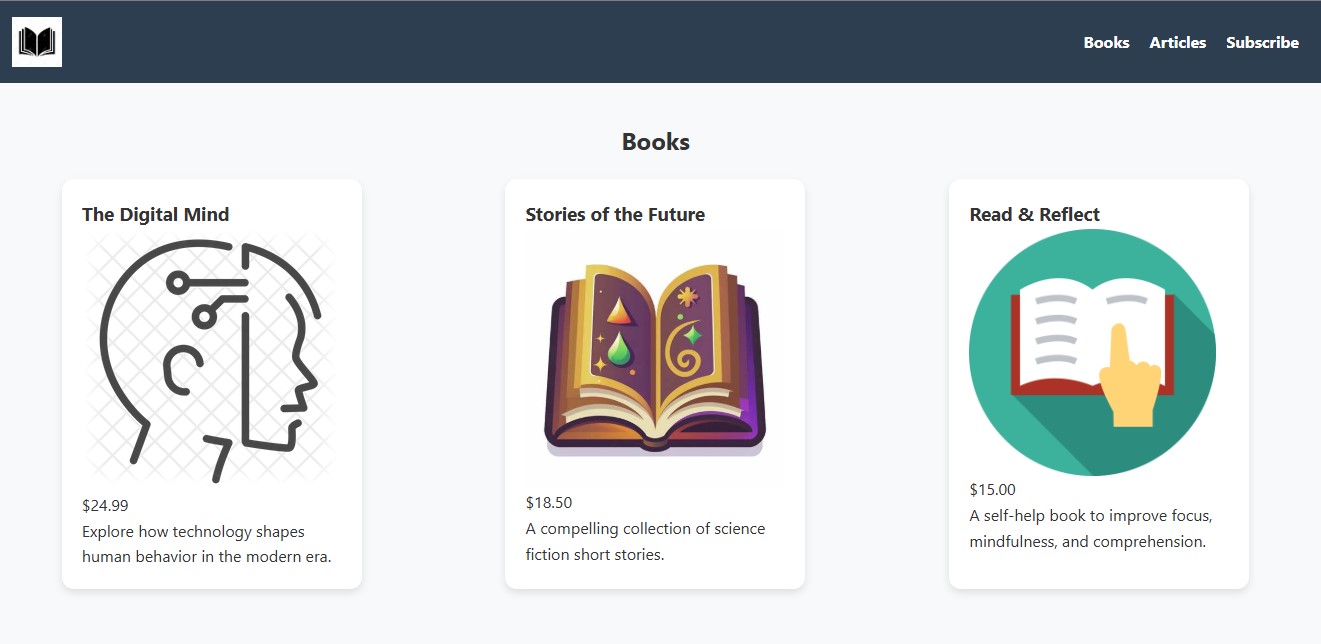 Books Articles Subscribe
Books
The Digital Mind
$24.99
Explore how technology shapes
human behavior in the modern era.
Stories of the Future
$18.50
A compelling collection of science
fiction short stories.
Read & Reflect
$15.00
A self-help book to improve focus,
mindfulness, and comprehension.